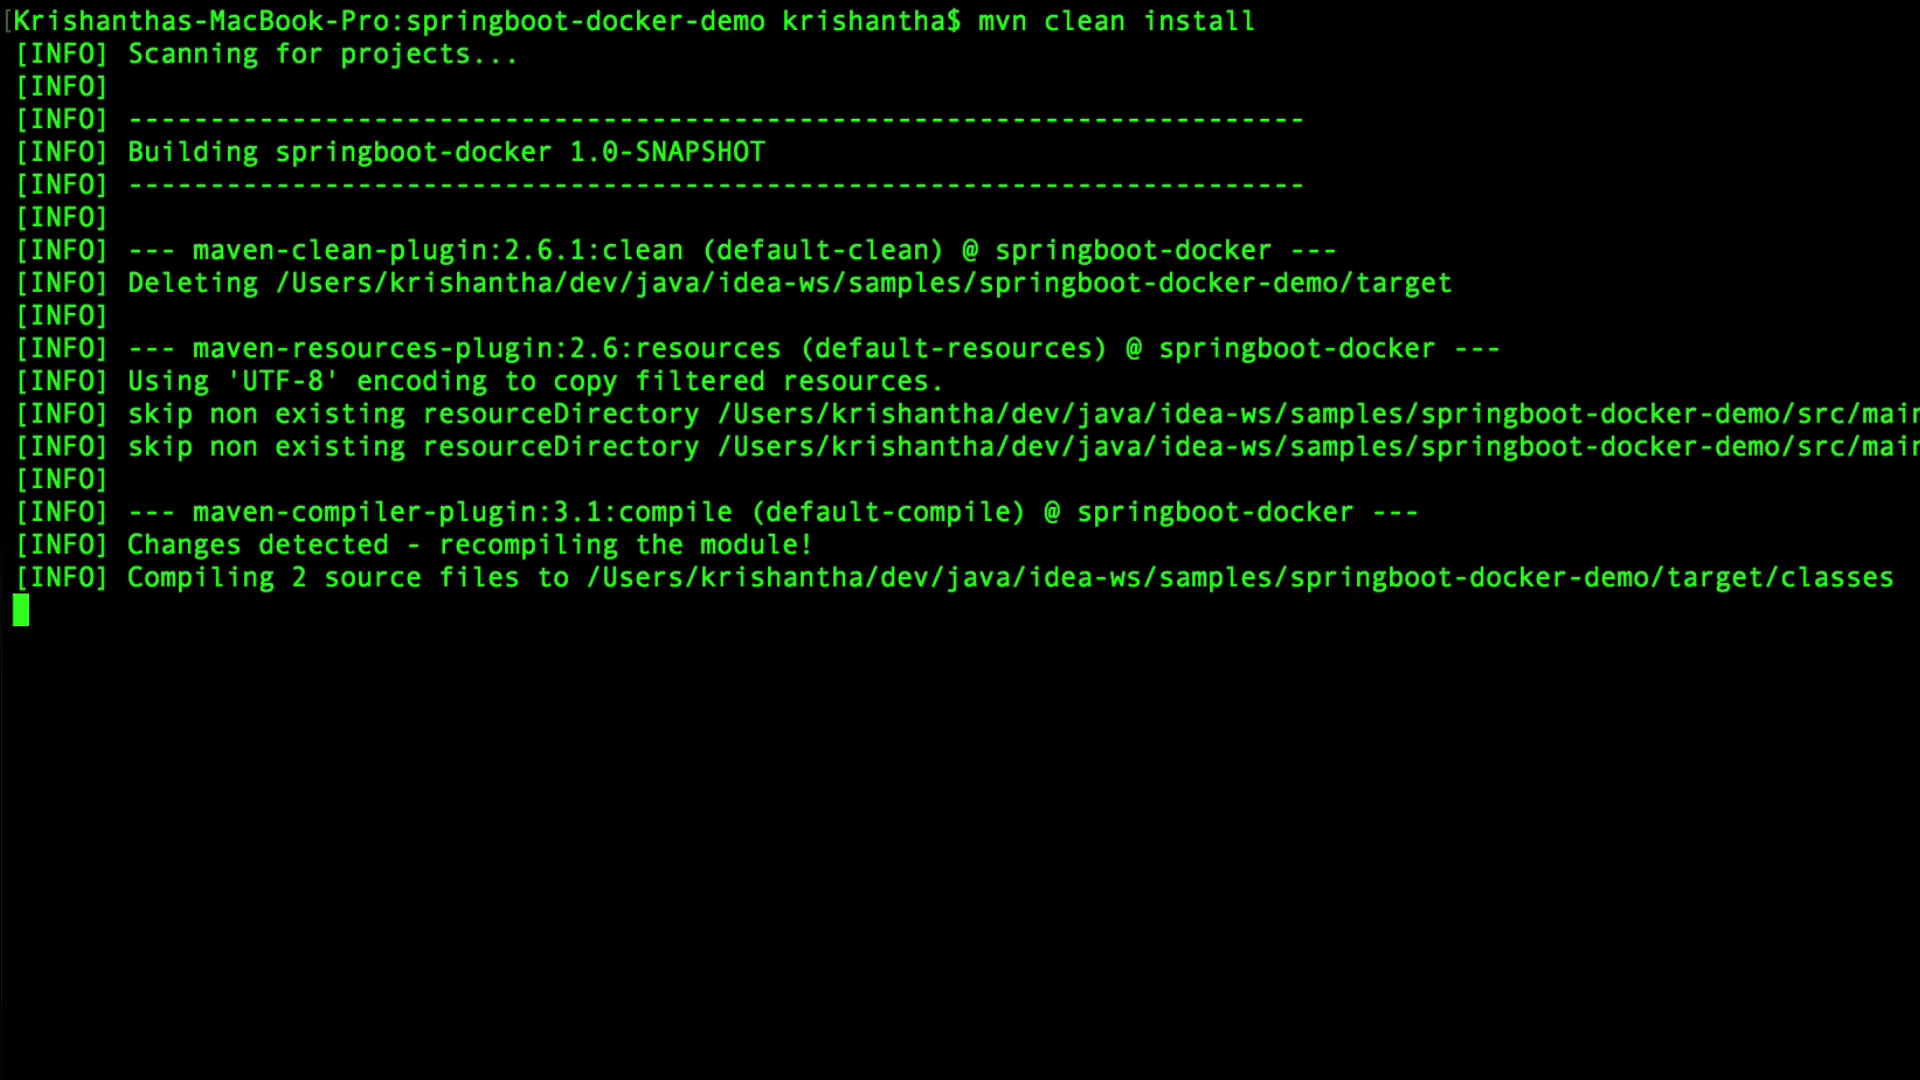 [Krishanthas-MacBook-Pro:springboot-docker-demo krishantha$ mvn clean install
[INFO] Scanning for projects...
[INFO]
[INFO] ------------------------------------------------------------------------
[INFO] Building springboot-docker 1.0-SNAPSHOT
[INFO] ------------------------------------------------------------------------
[INFO]
[INFO] --- maven-clean-plugin:2.6.1:clean (default-clean) @ springboot-docker ---
[INFO] Deleting /Users/krishantha/dev/java/idea-ws/samples/springboot-docker-demo/target
[INFO]
[INFO] --- maven-resources-plugin:2.6:resources (default-resources) @ springboot-docker ---
[INFO] Using 'UTF-8' encoding to copy filtered resources.
[INFO] skip non existing resourceDirectory /Users/krishantha/dev/java/idea-ws/samples/springboot-docker-demo/src/main
[INFO] skip non existing resourceDirectory /Users/krishantha/dev/java/idea-ws/samples/springboot-docker-demo/src/main
[INFO]
[INFO] --- maven-compiler-plugin:3.1:compile (default-compile) @ springboot-docker ---
[INFO] Changes detected - recompiling the module!
[INFO] Compiling 2 source files to /Users/krishantha/dev/java/idea-ws/samples/springboot-docker-demo/target/classes